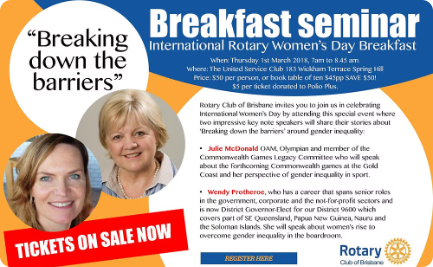 “Breaking
down the
barriers”
Breakfast seminar
International Rotary Women’s Day Breakfast
When: Thursday 1st March 2018, 7am to 8.45 am.
Where: The United Service Club 183 Wickham Terrace Spring Hill
Price: $50 per person, or book table of ten $45pp SAVE $50!
$5 per ticket donated to Polio Plus.
Rotary Club of Brisbane invites you to join us in celebrating
International Women’s Day by attending this special event where
two impressive key note speakers will share their stories about
‘Breaking down the barriers’ around gender inequality:
• Julie McDonald OAM, Olympian and member of the
Commonwealth Games Legacy Committee who will speak
about the forthcoming Commonwealth games at the Gold
Coast and her perspective of gender inequality in sport.
• Wendy Protheroe, who has a career that spans senior roles
in the government, corporate and the not-for-profit sectors and
is now District Governor-Elect for our District 9600 which
covers part of SE Queensland, Papua New Guinea, Nauru and
the Soloman Islands. She will speak about women’s rise to
overcome gender inequality in the boardroom.
TICKETS ON SALE NOW
REGISTER HERE
Rotary
Club of Brisbane